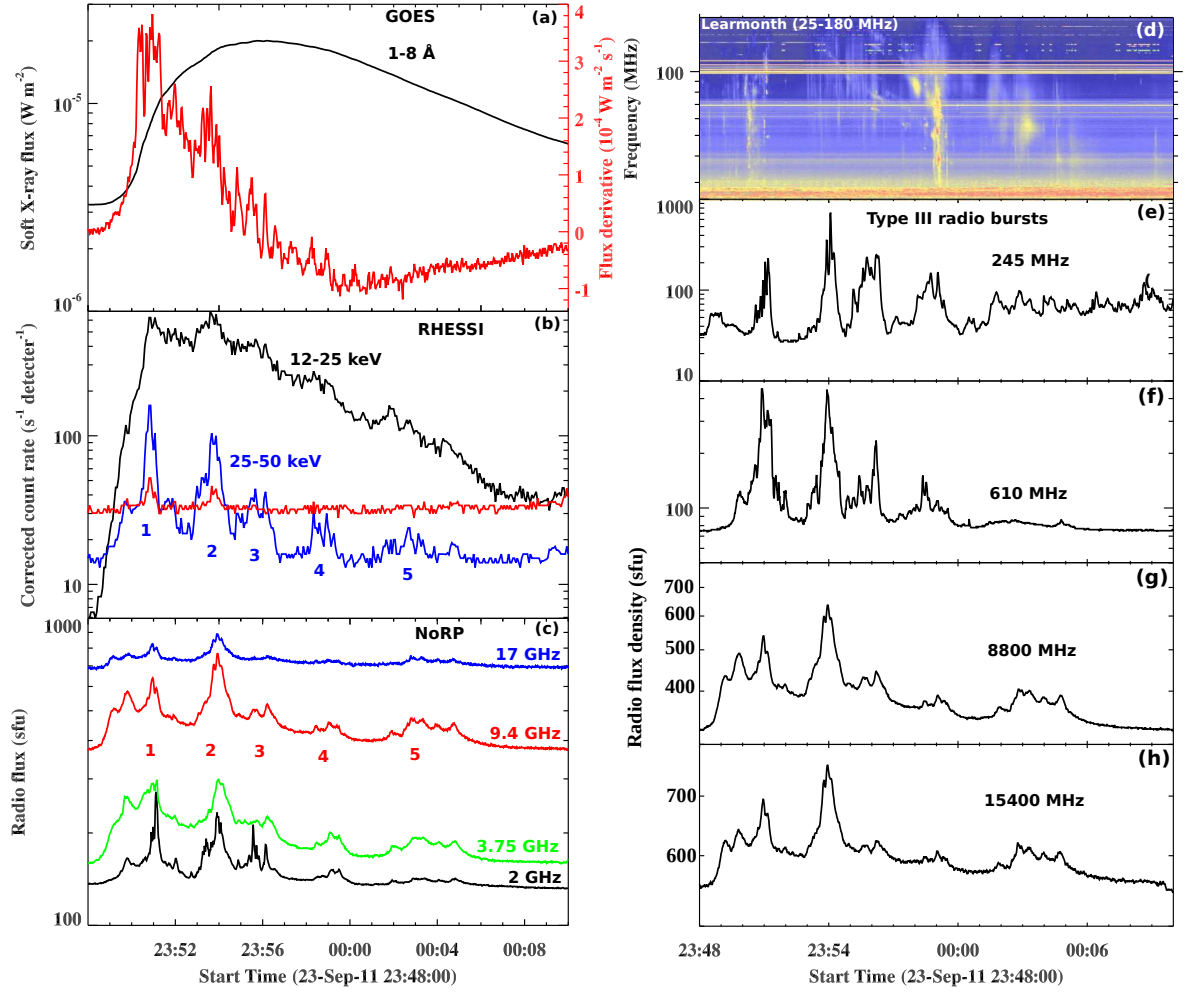 GOES
(a)
1-8 Å
Soft X-ray flux (W m-2)
10-5
10-6
4
3
2
1
0
-1
Flux derivative (10-4 W m-2 s-1)
RHESSI
(b)
12-25 keV
25-50 keV
Corrected count rate (s-1 detecter-1)
100
10
1
2
3
4
5
NoRP
(c)
17 GHz
9.4 GHz
3.75 GHz
2 GHz
Radio flux (sfu)
1000
100
1
2
3
4
5
23:52
23:56
00:00
00:04
00:08
Start Time (23-Sep-11 23:48:00)
Learmonth (25-180 MHz)
(d)
Frequency (MHz)
100
Type III radio bursts
(e)
245 MHz
1000
100
10
(f)
610 MHz
100
Radio flux density (sfu)
(g)
8800 MHz
700
600
500
400
(h)
15400 MHz
700
600
23:48
23:54
00:00
00:06
Start Time (23-Sep-11 23:48:00)